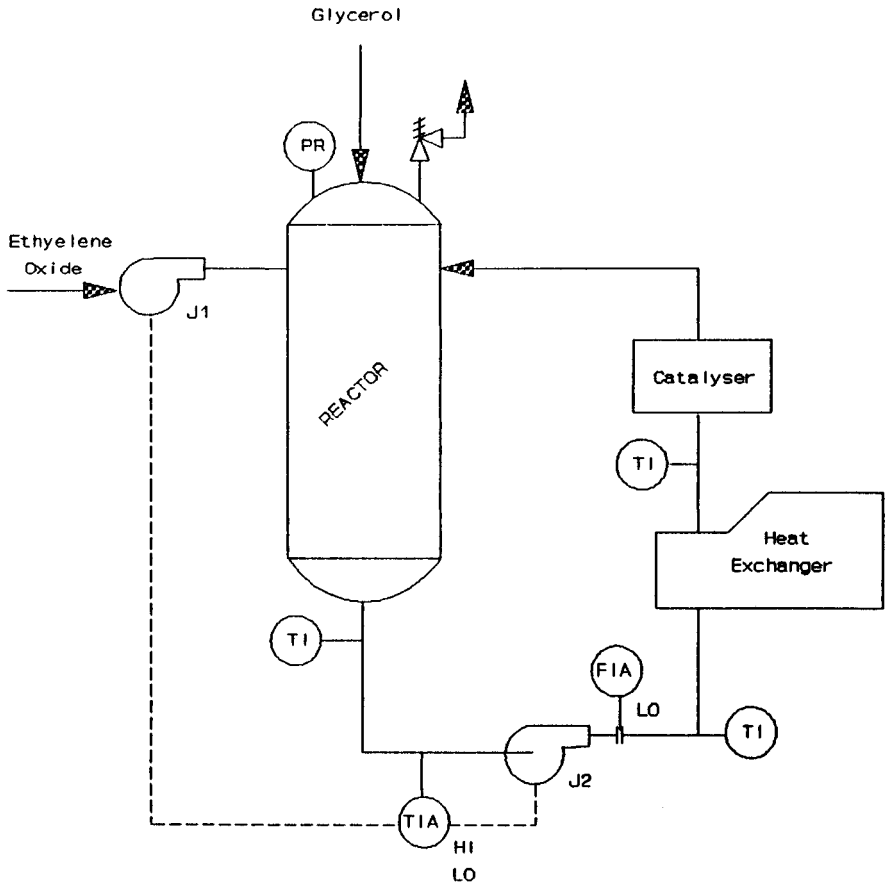 Glycerol
PR
Ethyelene
Oxide
J1
REACTOR
Catalyser
TI
Heat
Exchanger
TI
FIA
LO
TI
J2
TIA
HI
LO